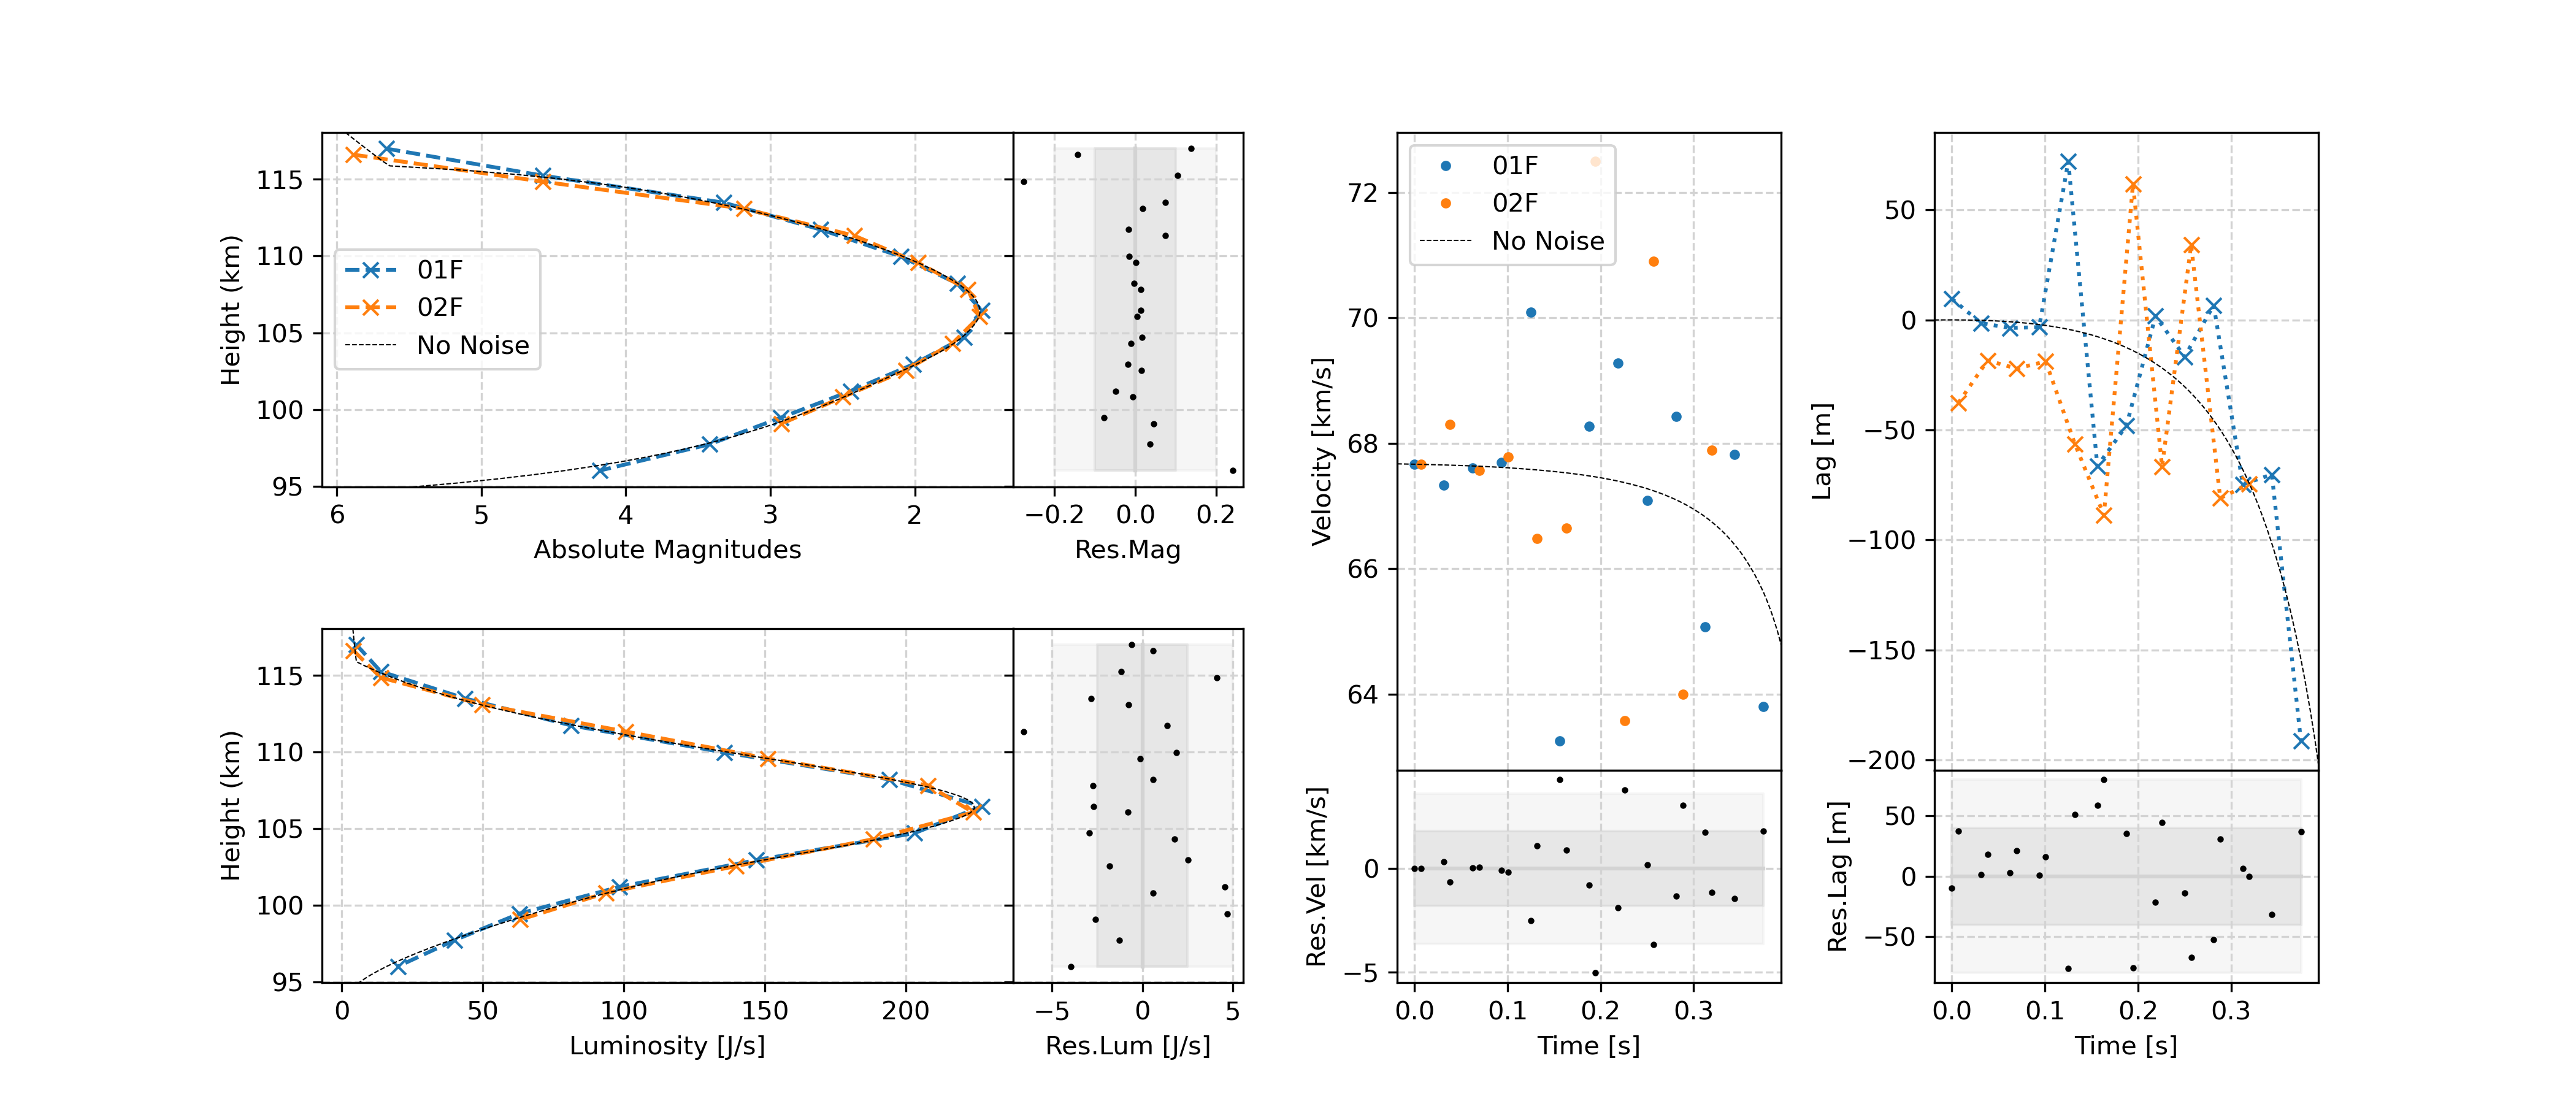 115
110
105
100
95
Height (km)
01F
02F
No Noise
6
5
4
3
2
Absolute Magnitudes
−0.2
0.0
0.2
Res.Mag
115
110
105
100
95
Height (km)
0
50
100
150
200
Luminosity [J/s]
−5
0
5
Res.Lum [J/s]
72
70
68
66
64
Velocity [km/s]
01F
02F
No Noise
0
−5
Res.Vel [km/s]
0.0
0.1
0.2
0.3
Time [s]
50
0
−50
−100
−150
−200
Lag [m]
50
0
−50
Res.Lag [m]
0.0
0.1
0.2
0.3
Time [s]